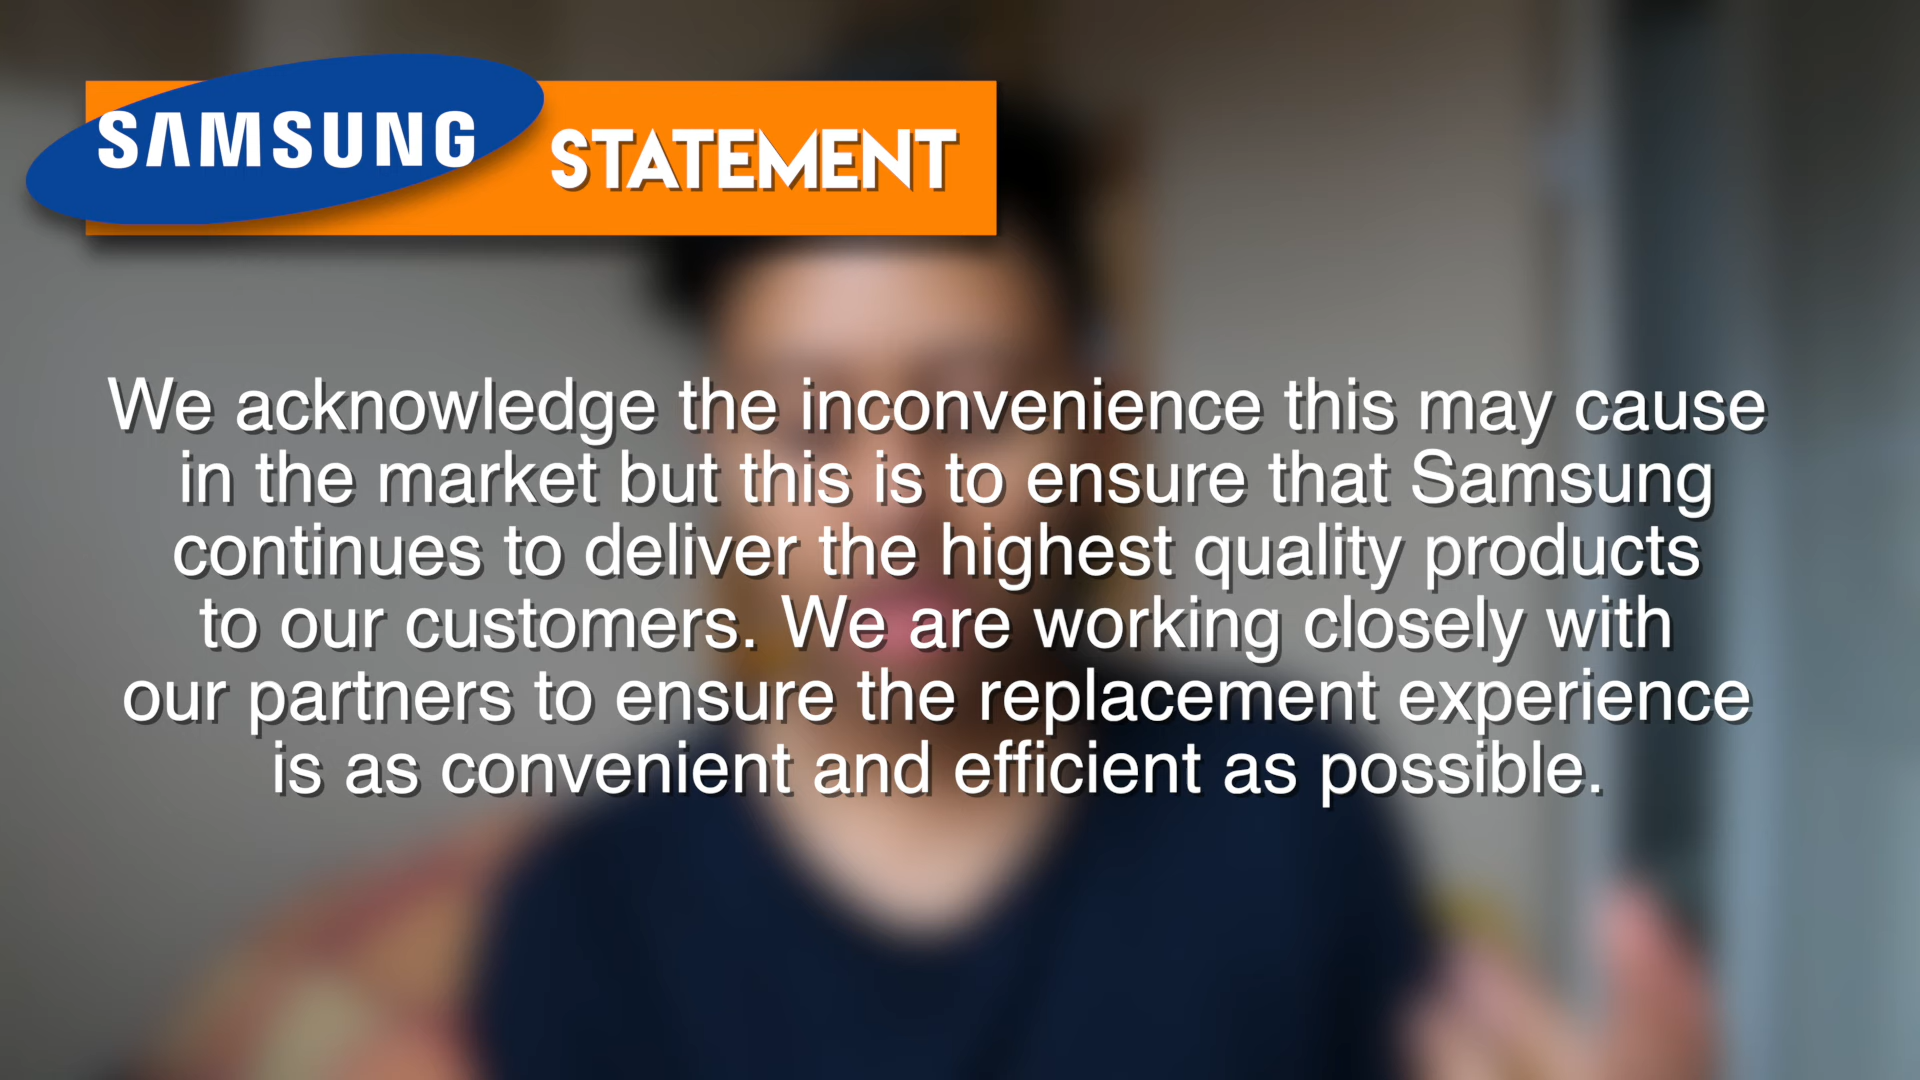 SAMSUNG STATEMENT
We acknowledge the inconvenience this may cause
in the market but this is to ensure that Samsung
continues to deliver the highest quality products
to our customers. We are working closely with
our partners to ensure the replacement experience
is as convenient and efficient as possible.